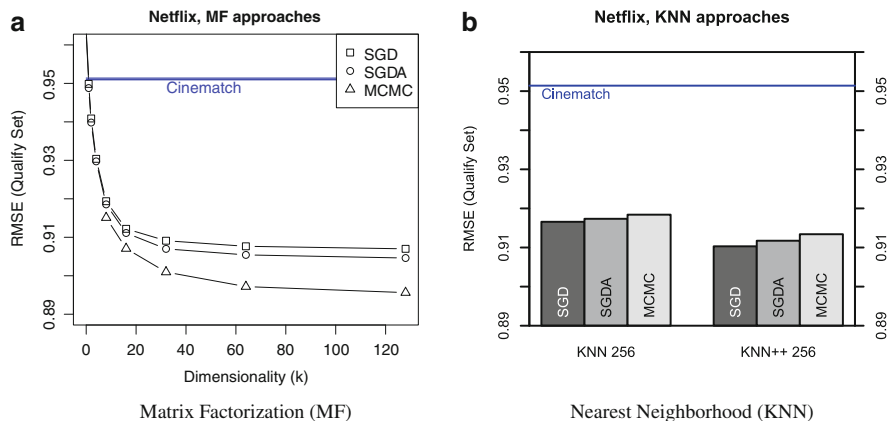 a
Netflix, MF approaches
RMSE (Qualify Set)
0.95
0.93
0.91
0.89
Cinematch
SGD
SGDA
MCMC
0 20 40 60 80 100 120
Dimensionality (k)
Matrix Factorization (MF)
b
Netflix, KNN approaches
RMSE (Qualify Set)
0.95
0.93
0.91
0.89
Cinematch
SGD
SGDA
MCMC
SGD
SGDA
MCMC
0.95
0.93
0.91
0.89
KNN 256
KNN++ 256
Nearest Neighborhood (KNN)